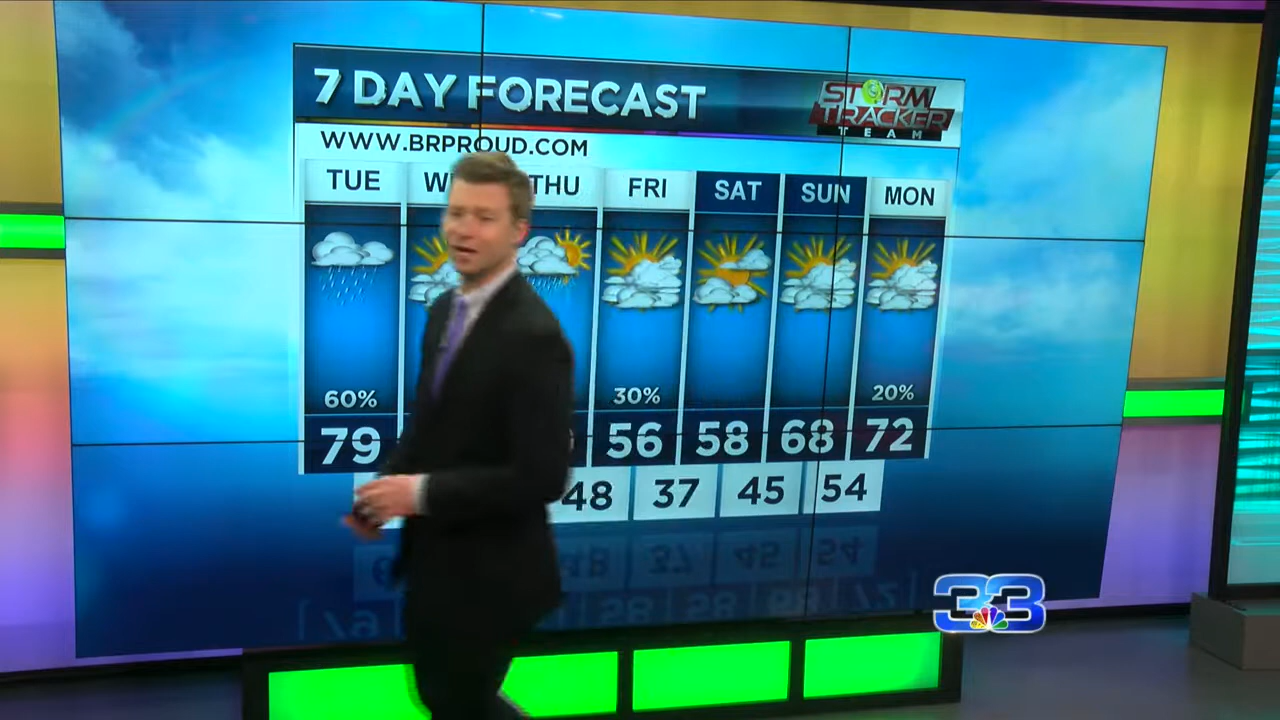 7 DAY FORECAST
STORM
TRACKER
TEAM
WWW.BRPROUD.COM
TUE THU FRI SAT SUN MON
60% 30% 20%
79 56 58 68 72
48 37 45 54
33